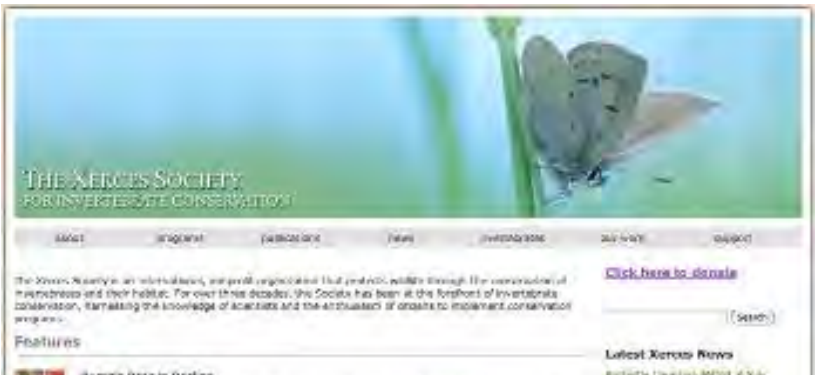 THE XERCES SOCIETY
FOR INVERTEBRATE CONSERVATION
about programs publications news invertebrates our work support
The Xerces Society is an international, nonprofit organization that protects wildlife through the conservation of
invertebrates and their habitat. For over three decades, the Society has been at the forefront of invertebrate
conservation, harnessing the knowledge of scientists and the enthusiasm of citizens to implement conservation
programs.
Click here to donate
Search
Features
Latest Xerces News